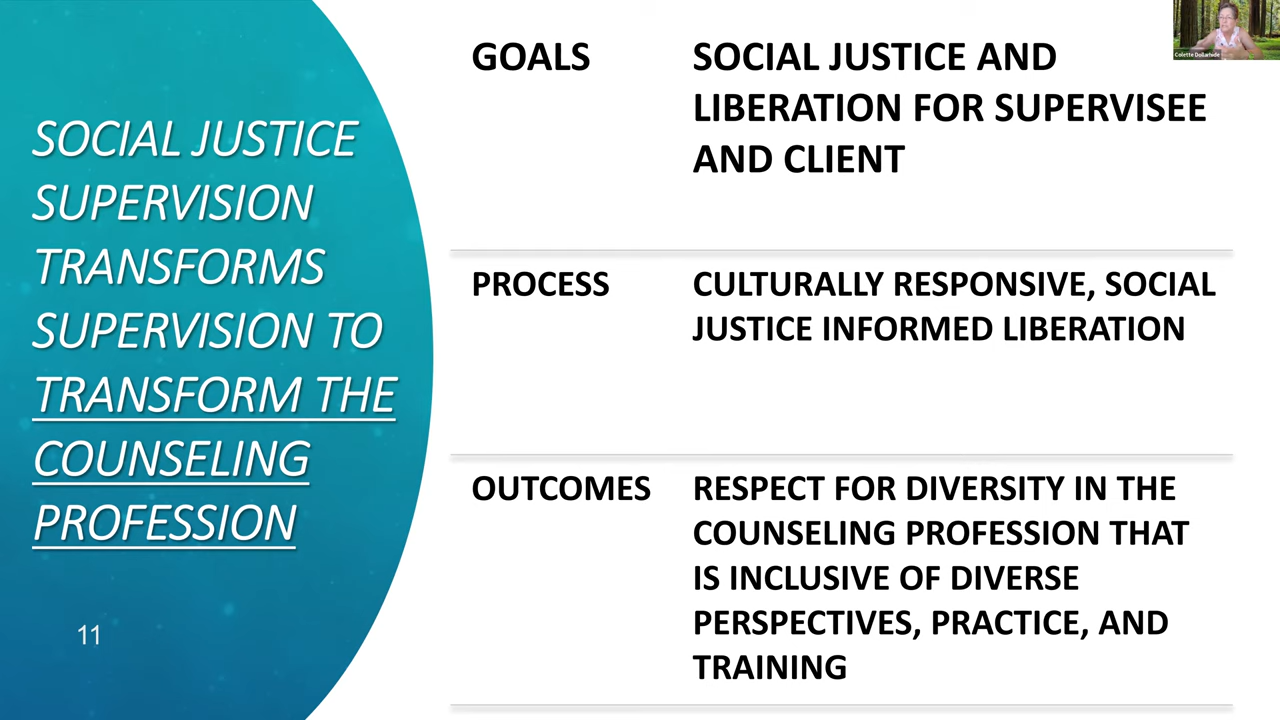 SOCIAL JUSTICE
SUPERVISION
TRANSFORMS
SUPERVISION TO
TRANSFORM THE
COUNSELING
PROFESSION
11
GOALS
SOCIAL JUSTICE AND
LIBERATION FOR SUPERVISEE
AND CLIENT
PROCESS
CULTURALLY RESPONSIVE, SOCIAL
JUSTICE INFORMED LIBERATION
OUTCOMES
RESPECT FOR DIVERSITY IN THE
COUNSELING PROFESSION THAT
IS INCLUSIVE OF DIVERSE
PERSPECTIVES, PRACTICE, AND
TRAINING
Colette Dollarhide